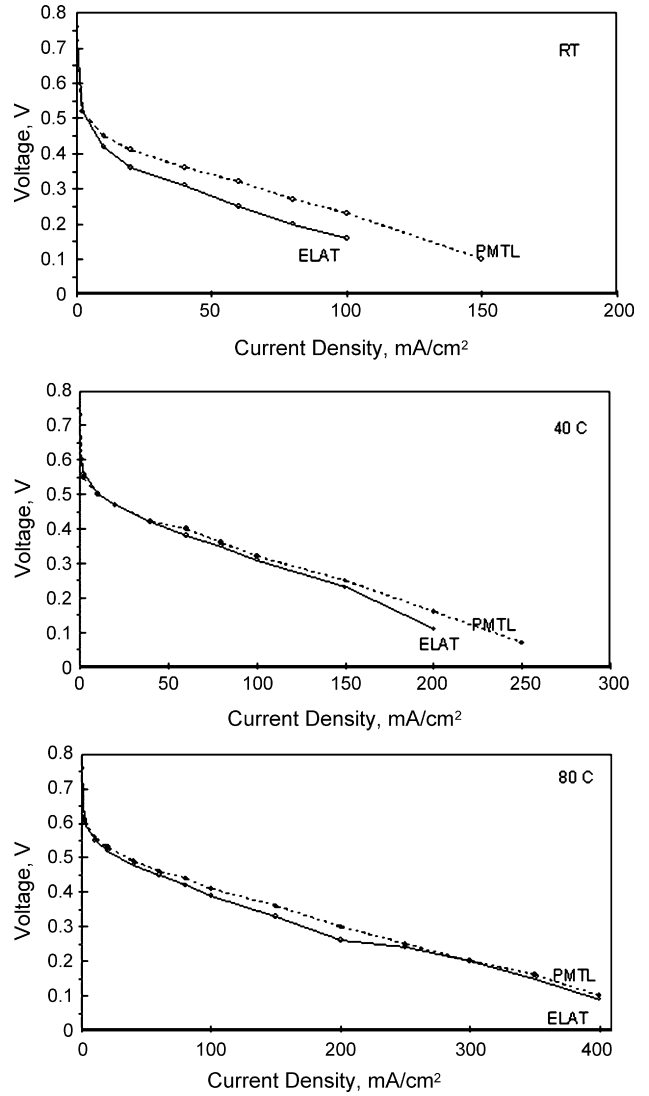 0.8
0.7
0.6
0.5
0.4
0.3
0.2
0.1
0
Voltage, V
RT
ELAT
PMTL
0 50 100 150 200
Current Density, mA/cm²
0.8
0.7
0.6
0.5
0.4
0.3
0.2
0.1
0
Voltage, V
40 C
PMTL
ELAT
0 50 100 150 200 250 300
Current Density, mA/cm²
0.8
0.7
0.6
0.5
0.4
0.3
0.2
0.1
0
Voltage, V
80 C
PMTL
ELAT
0 100 200 300 400
Current Density, mA/cm²